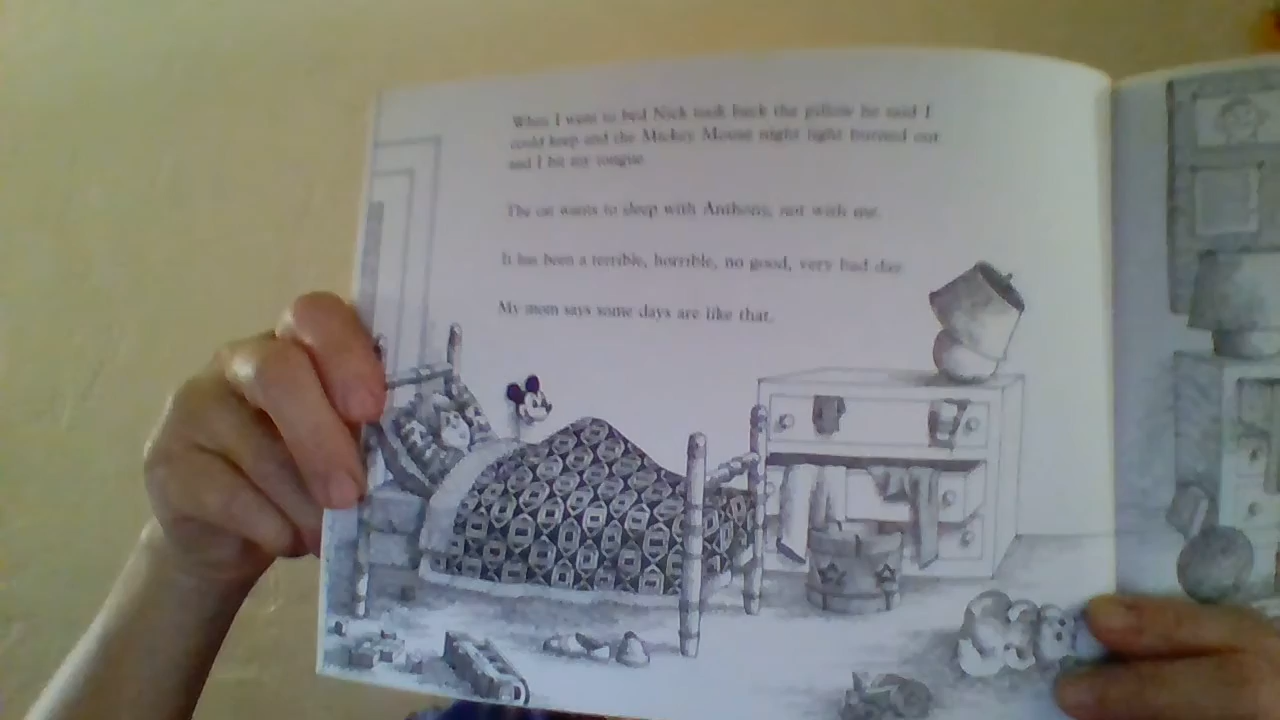 When I went to bed Nick took back the pillow he said I
could keep and the Mickey Mouse night light burned out
and I bit my tongue.
The cat wants to sleep with Anthony, not with me.
It has been a terrible, horrible, no good, very bad day.
My mom says some days are like that.